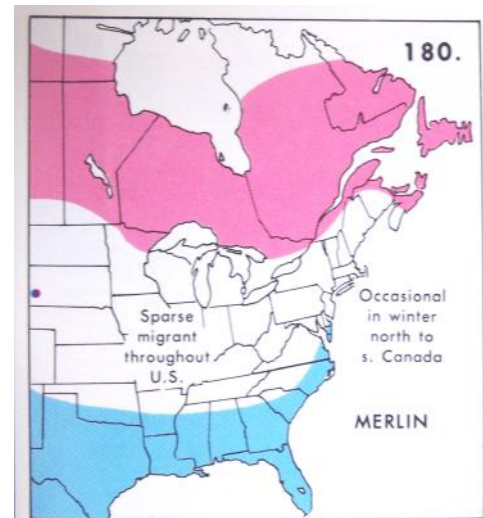 180.
Sparse
migrant
throughout
U.S.
Occasional
in winter
north to
s. Canada
MERLIN